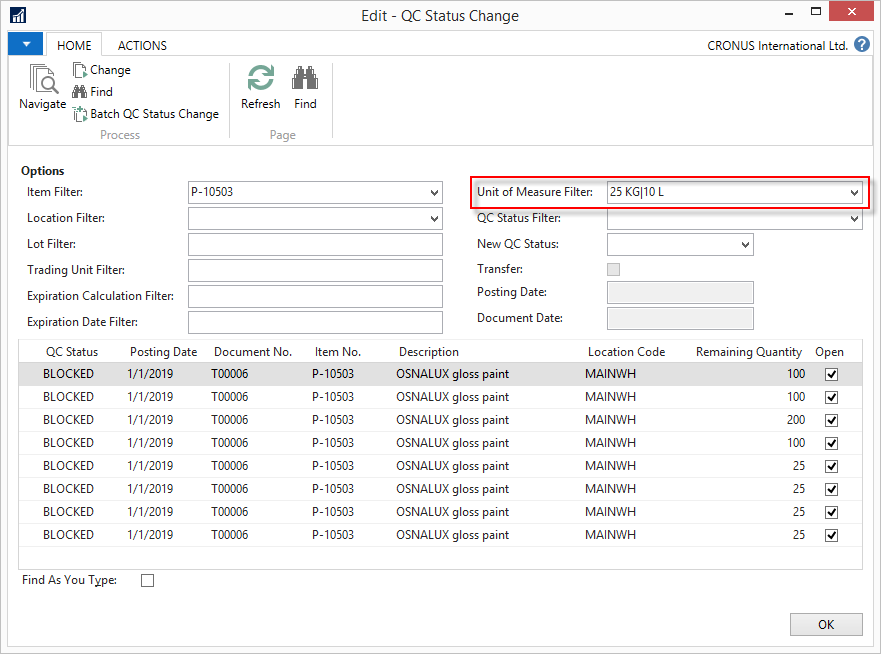 Edit - QC Status Change
HOME ACTIONS CRONUS International Ltd. ?
Navigate
Change
Find
Batch QC Status Change
Process
Refresh
Find
Page
Options
Item Filter: P-10503
Location Filter:
Lot Filter:
Trading Unit Filter:
Expiration Calculation Filter:
Expiration Date Filter:
Unit of Measure Filter: 25 KG|10 L
QC Status Filter:
New QC Status:
Transfer:
Posting Date:
Document Date:
QC Status Posting Date Document No. Item No. Description Location Code Remaining Quantity Open
BLOCKED 1/1/2019 T00006 P-10503 OSNALUX gloss paint MAINWH 100
BLOCKED 1/1/2019 T00006 P-10503 OSNALUX gloss paint MAINWH 100
BLOCKED 1/1/2019 T00006 P-10503 OSNALUX gloss paint MAINWH 200
BLOCKED 1/1/2019 T00006 P-10503 OSNALUX gloss paint MAINWH 100
BLOCKED 1/1/2019 T00006 P-10503 OSNALUX gloss paint MAINWH 25
BLOCKED 1/1/2019 T00006 P-10503 OSNALUX gloss paint MAINWH 25
BLOCKED 1/1/2019 T00006 P-10503 OSNALUX gloss paint MAINWH 25
BLOCKED 1/1/2019 T00006 P-10503 OSNALUX gloss paint MAINWH 25
Find As You Type:
OK